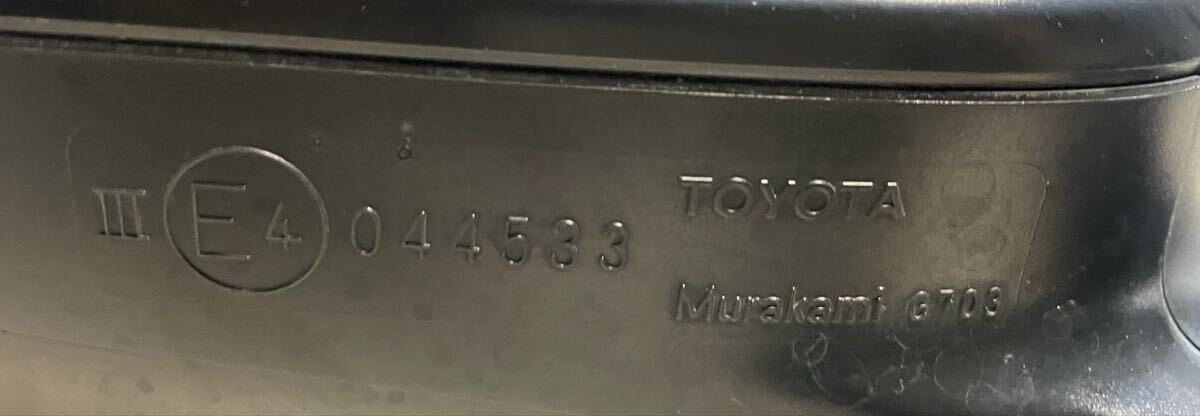 III E4 044533
TOYOTA
Murakami G703